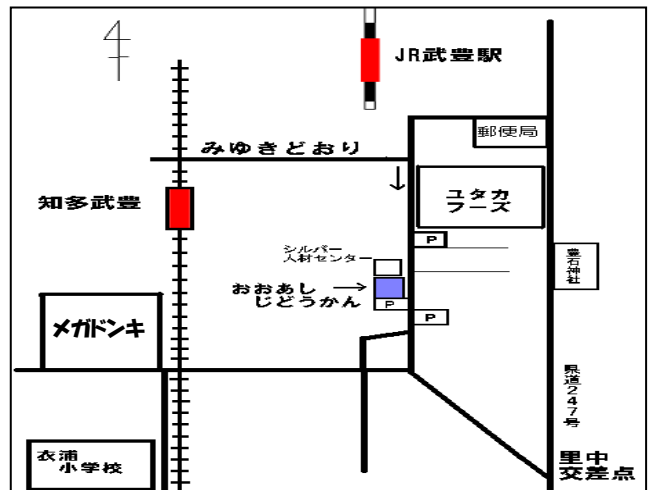 JR武豊駅
郵便局
みゆきどおり
知多武豊
ユタカ
フーズ
P
シルバー
人材センター
豊石神社
おおあし
じどうかん
P
P
メガドンキ
県道247号
衣浦
小学校
里中
交差点